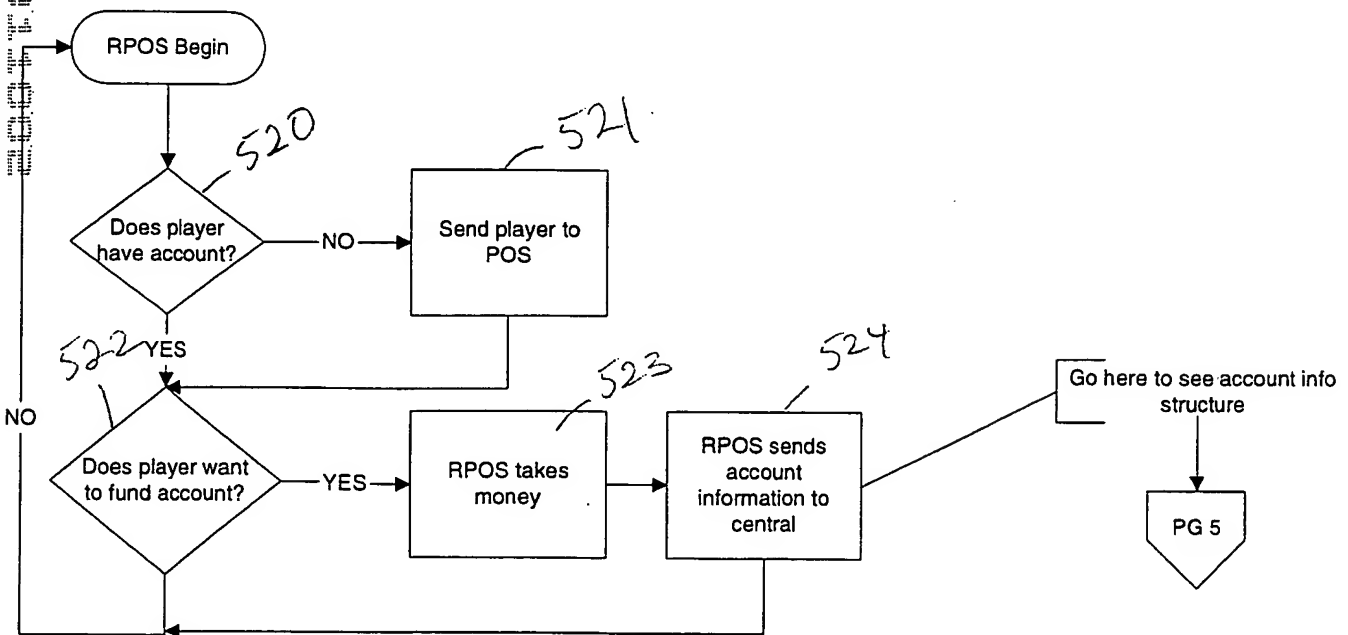 RPOS Begin
520
521
Does player
have account?
NO
Send player to
POS
YES
522
523
524
Go here to see account info
structure
NO
Does player want
to fund account?
YES
RPOS takes
money
RPOS sends
account
information to
central
PG 5